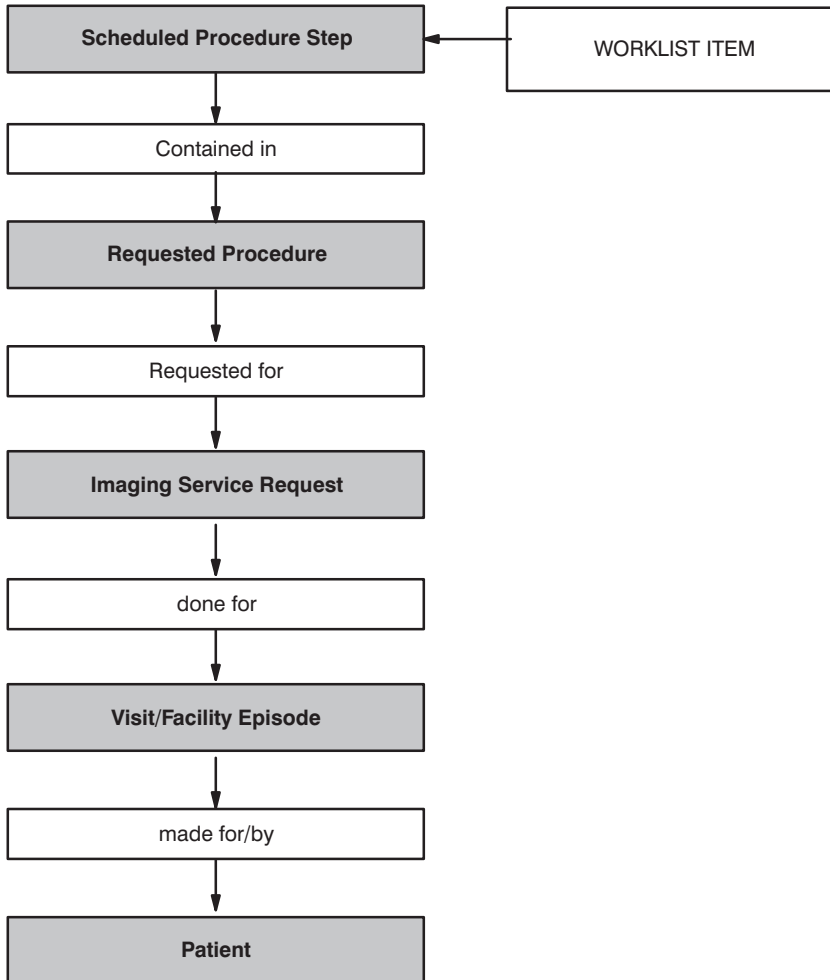 Scheduled Procedure Step
WORKLIST ITEM
Contained in
Requested Procedure
Requested for
Imaging Service Request
done for
Visit/Facility Episode
made for/by
Patient